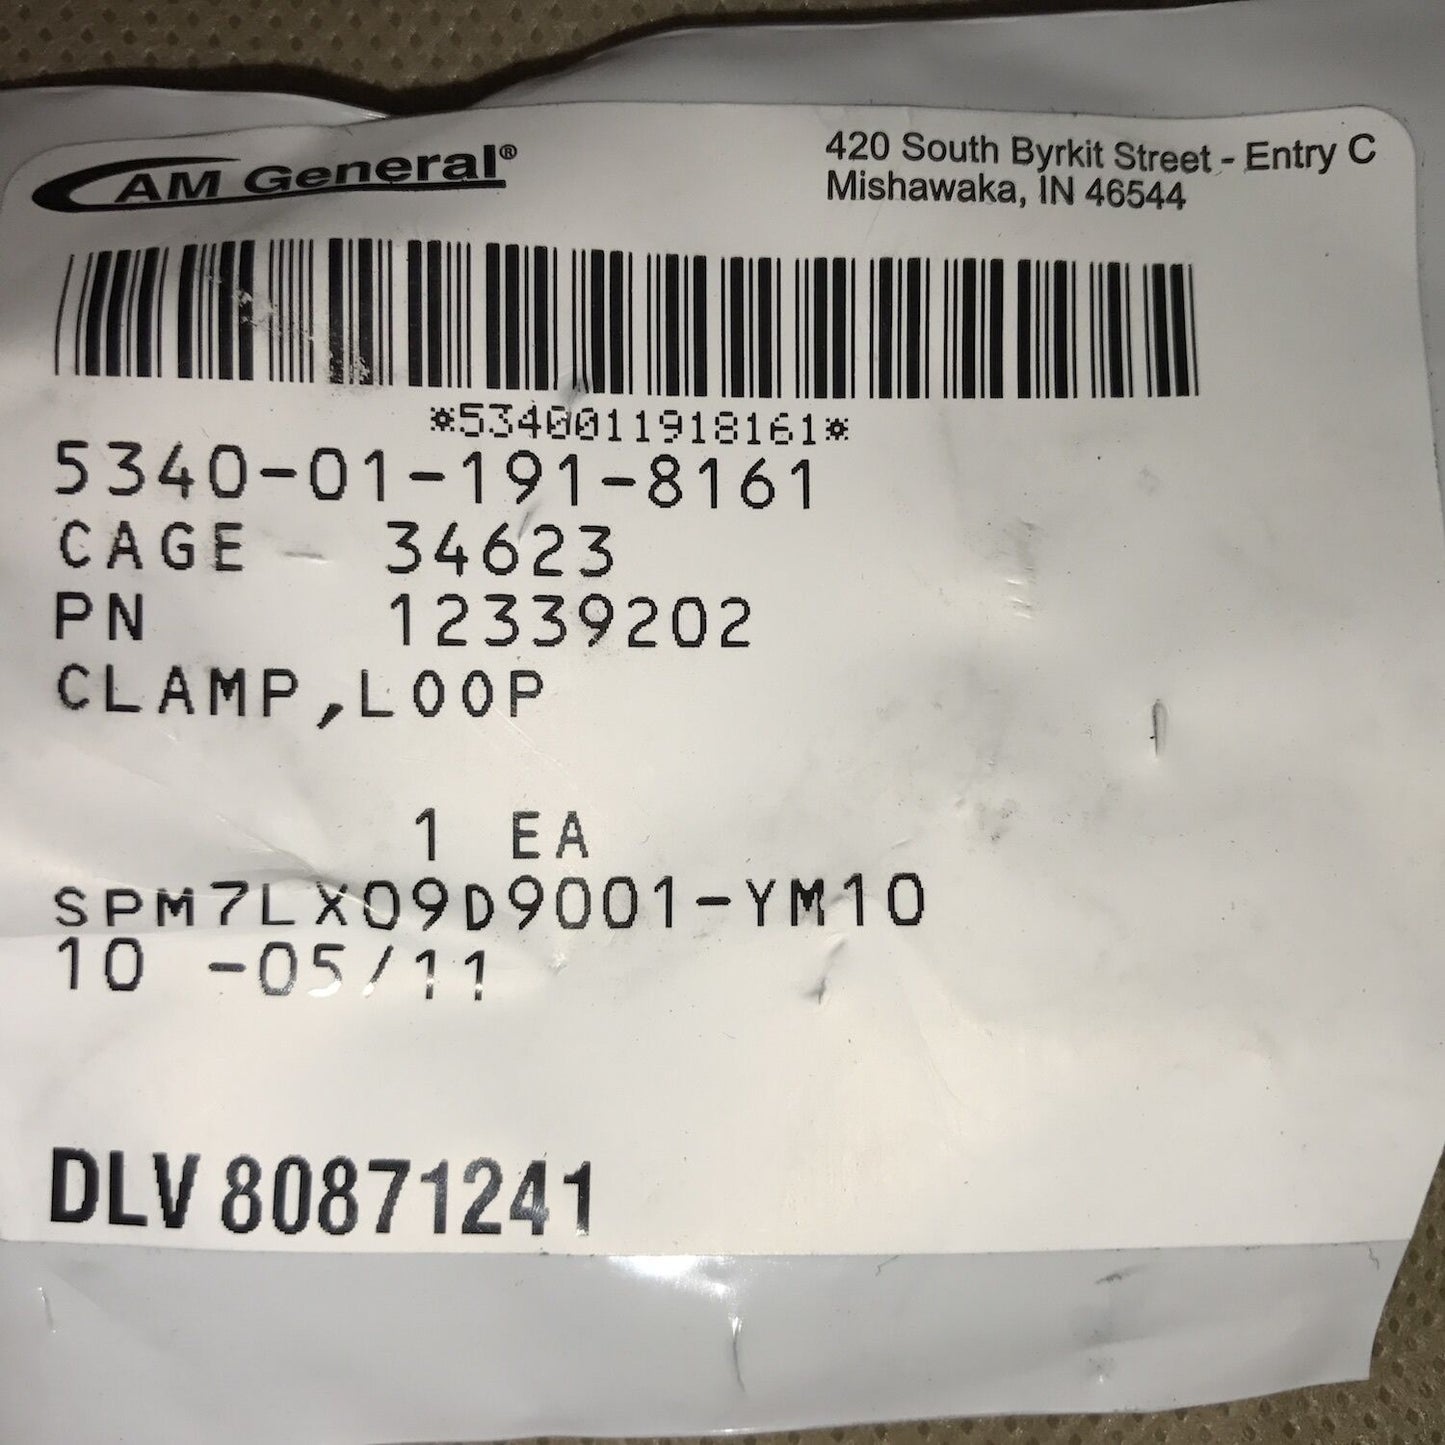 AM General®
420 South Byrkit Street - Entry C
Mishawaka, IN 46544
*5340011918161*
5340-01-191-8161
CAGE - 34623
PN 12339202
CLAMP,LOOP
1 EA
SPM7LX09D9001-YM10
10 -05/11
DLV 80871241